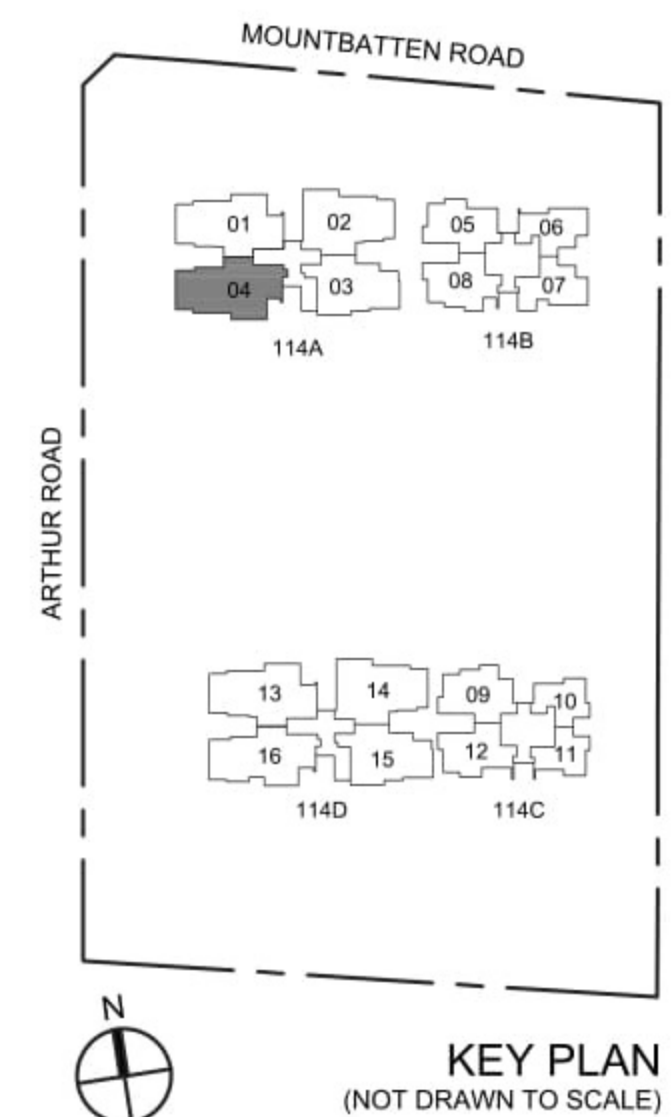 MOUNTBATTEN ROAD
01
02
05
06
04
03
08
07
114A
114B
ARTHUR ROAD
13
14
09
10
16
15
12
11
114D
114C
N
KEY PLAN
(NOT DRAWN TO SCALE)